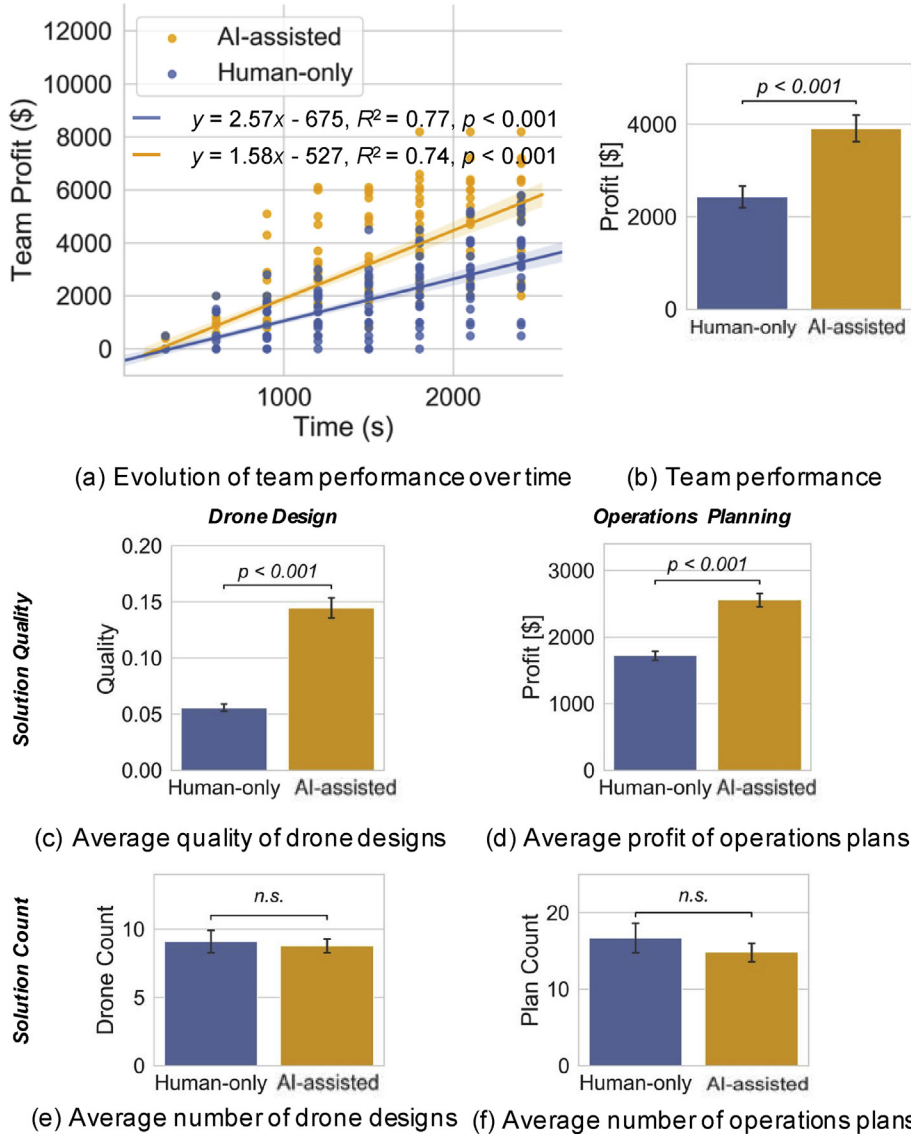 12000
10000
8000
6000
4000
2000
0
Team Profit ($)
AI-assisted
Human-only
y = 2.57x - 675, R² = 0.77, p < 0.001
y = 1.58x - 527, R² = 0.74, p < 0.001
1000
2000
Time (s)
(a) Evolution of team performance over time
p < 0.001
4000
2000
0
Profit [$]
Human-only
AI-assisted
(b) Team performance
Drone Design
Operations Planning
Solution Quality
0.20
0.15
0.10
0.05
0.00
Quality
p < 0.001
Human-only
AI-assisted
(c) Average quality of drone designs
3000
2000
1000
0
Profit [$]
p < 0.001
Human-only
AI-assisted
(d) Average profit of operations plans
Solution Count
10
5
0
Drone Count
n.s.
Human-only
AI-assisted
(e) Average number of drone designs
20
10
0
Plan Count
n.s.
Human-only
AI-assisted
(f) Average number of operations plans